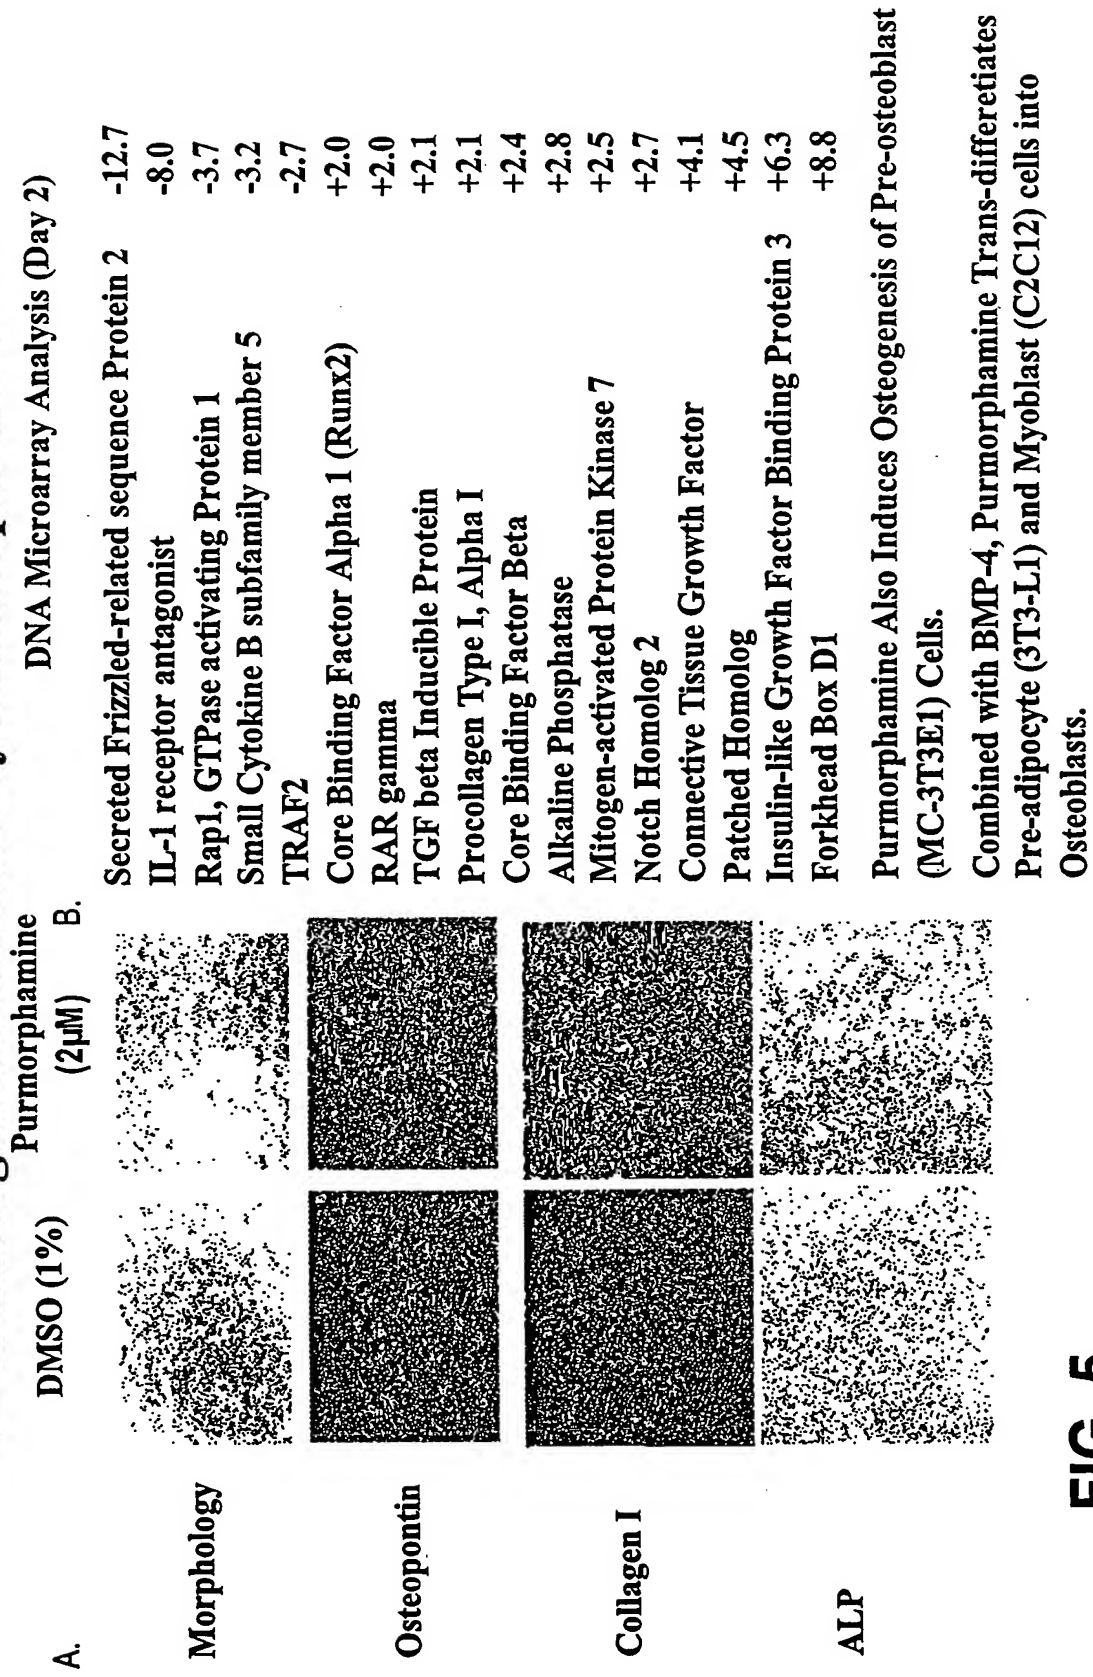 A.
DMSO (1%)
Purmorphamine
(2μM)
Morphology
Osteopontin
Collagen I
ALP
B.
DNA Microarray Analysis (Day 2)
Secreted Frizzled-related sequence Protein 2 -12.7
IL-1 receptor antagonist -8.0
Rap1, GTPase activating Protein 1 -3.7
Small Cytokine B subfamily member 5 -3.2
TRAF2 -2.7
Core Binding Factor Alpha 1 (Runx2) +2.0
RAR gamma +2.0
TGF beta Inducible Protein +2.1
Procollagen Type I, Alpha I +2.1
Core Binding Factor Beta +2.4
Alkaline Phosphatase +2.8
Mitogen-activated Protein Kinase 7 +2.5
Notch Homolog 2 +2.7
Connective Tissue Growth Factor +4.1
Patched Homolog +4.5
Insulin-like Growth Factor Binding Protein 3 +6.3
Forkhead Box D1 +8.8
Purmorphamine Also Induces Osteogenesis of Pre-osteoblast
(MC-3T3E1) Cells.
Combined with BMP-4, Purmorphamine Trans-differetiates
Pre-adipocyte (3T3-L1) and Myoblast (C2C12) cells into
Osteoblasts.
FIG. 5